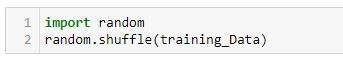 1 import random
2 random.shuffle(training_Data)